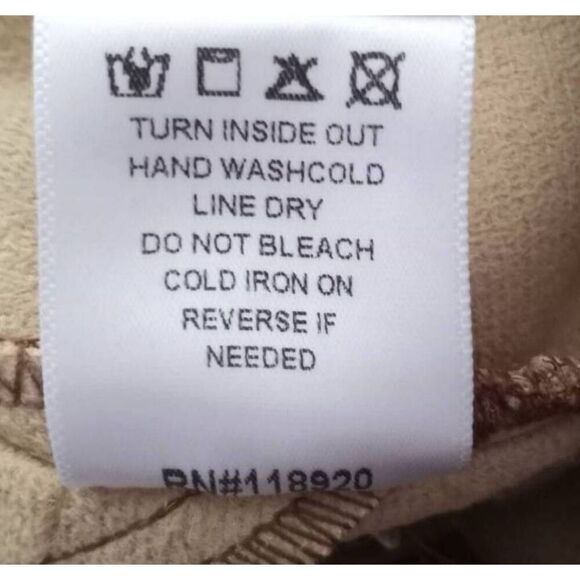 TURN INSIDE OUT
HAND WASHCOLD
LINE DRY
DO NOT BLEACH
COLD IRON ON
REVERSE IF
NEEDED
RN#118920